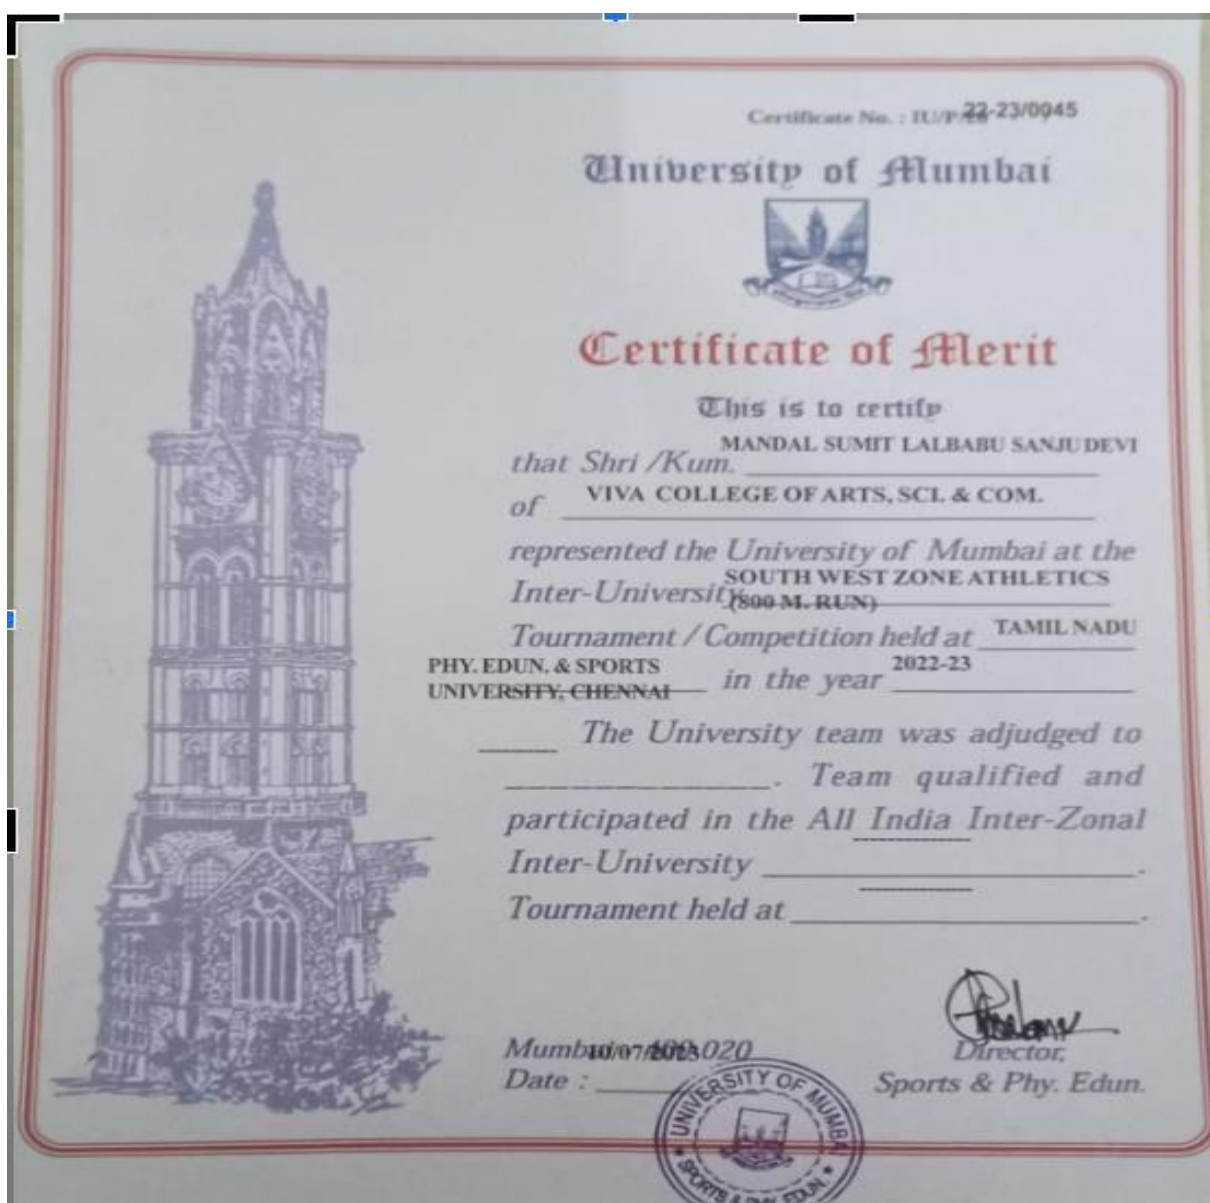 Certificate No. : IU/P/ 22-23/0045
University of Mumbai
Certificate of Merit
This is to certify
that Shri /Kum. MANDAL SUMIT LALBABU SANJU DEVI
of VIVA COLLEGE OF ARTS, SCI. & COM.
represented the University of Mumbai at the
Inter-University SOUTH WEST ZONE ATHLETICS
(800 M. RUN)
Tournament / Competition held at TAMIL NADU
PHY. EDUN. & SPORTS
UNIVERSITY, CHENNAI in the year 2022-23
The University team was adjudged to
. Team qualified and
participated in the All India Inter-Zonal
Inter-University .
Tournament held at .
Mumbai 400 020
10/07/2023
Date :
Director,
Sports & Phy. Edun.
UNIVERSITY OF MUMBAI
SPORTS & PHY. EDUN.